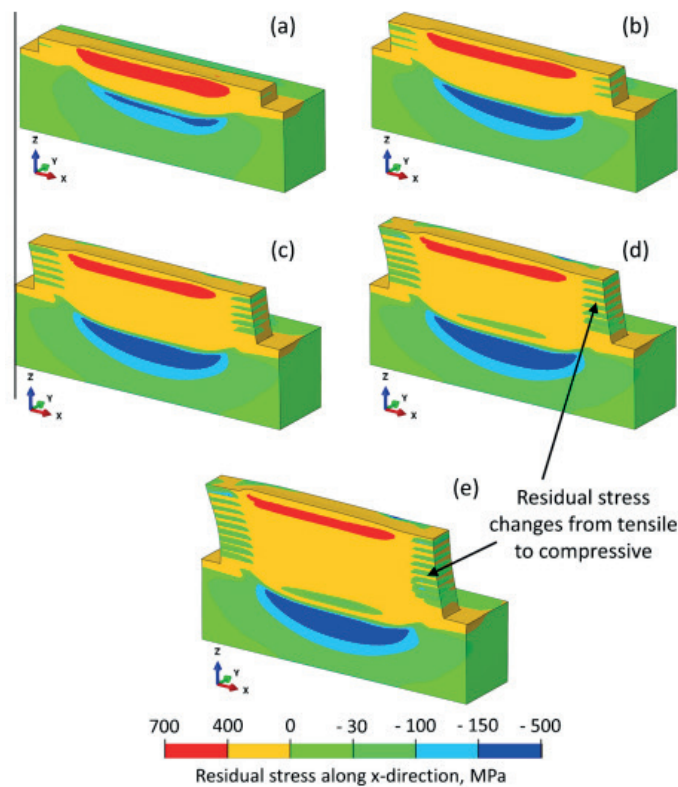 (a)
(b)
Z
Y
X
Z
Y
X
(c)
(d)
Z
Y
X
Z
Y
X
(e)
Residual stress
changes from tensile
to compressive
Z
Y
X
700 400 0 - 30 - 100 - 150 - 500
Residual stress along x-direction, MPa